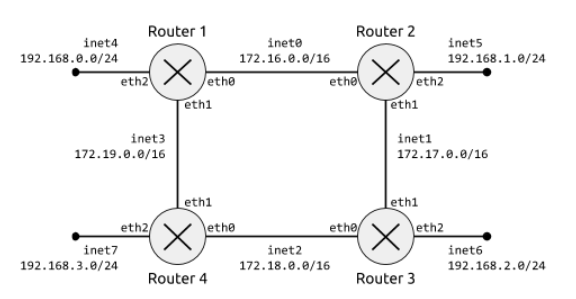 Router 1
Router 2
inet4
192.168.0.0/24
inet0
172.16.0.0/16
inet5
192.168.1.0/24
eth2
eth0
eth0
eth2
eth1
eth1
inet3
172.19.0.0/16
inet1
172.17.0.0/16
eth1
eth1
eth2
eth0
eth0
eth2
inet7
192.168.3.0/24
inet2
172.18.0.0/16
inet6
192.168.2.0/24
Router 4
Router 3